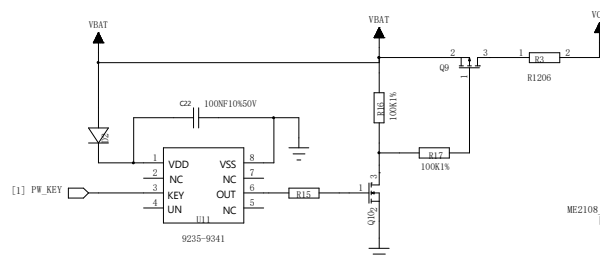 VBAT
VBAT
VC
2
3
1
R3
2
Q9
1
R1206
C22
100NF10%50V
R16
100K1%
D2
R17
100K1%
1
VDD
VSS
8
2
NC
NC
7
[1] PW_KEY
3
KEY
OUT
6
R15
1
3
4
UN
NC
5
U11
Q10
2
9235-9341
ME2108